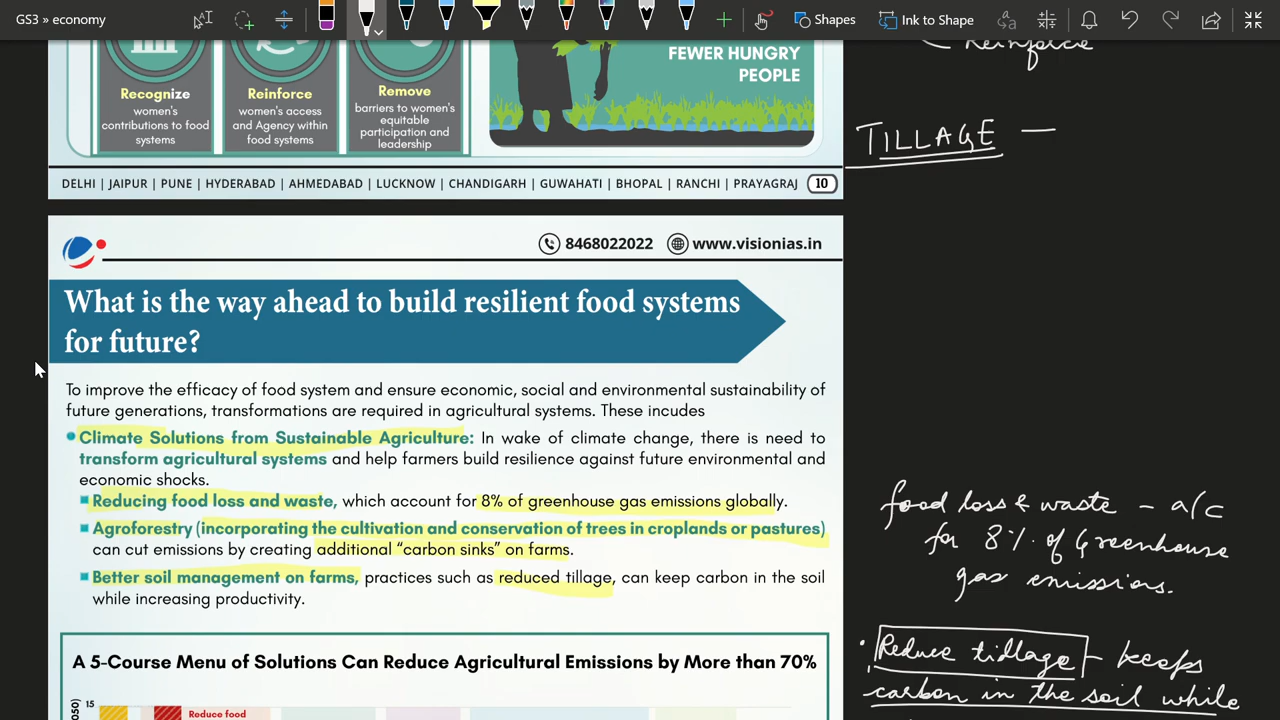 GS3 » economy
Shapes
Ink to Shape
Recognize
women's
contributions to food
systems
Reinforce
women's access
and Agency within
food systems
Remove
barriers to women's
equitable
participation and
leadership
FEWER HUNGRY
PEOPLE
Reinforce
TILLAGE —
DELHI | JAIPUR | PUNE | HYDERABAD | AHMEDABAD | LUCKNOW | CHANDIGARH | GUWAHATI | BHOPAL | RANCHI | PRAYAGRAJ 10
8468022022 www.visionias.in
What is the way ahead to build resilient food systems
for future?
To improve the efficacy of food system and ensure economic, social and environmental sustainability of
future generations, transformations are required in agricultural systems. These incudes
Climate Solutions from Sustainable Agriculture: In wake of climate change, there is need to
transform agricultural systems and help farmers build resilience against future environmental and
economic shocks.
Reducing food loss and waste, which account for 8% of greenhouse gas emissions globally.
Agroforestry (incorporating the cultivation and conservation of trees in croplands or pastures)
can cut emissions by creating additional “carbon sinks” on farms.
Better soil management on farms, practices such as reduced tillage, can keep carbon in the soil
while increasing productivity.
food loss & waste - a/c
for 8% of Greenhouse
gas emissions.
Reduce tillage - keeps
carbon in the soil while
A 5-Course Menu of Solutions Can Reduce Agricultural Emissions by More than 70%
15
Reduce food